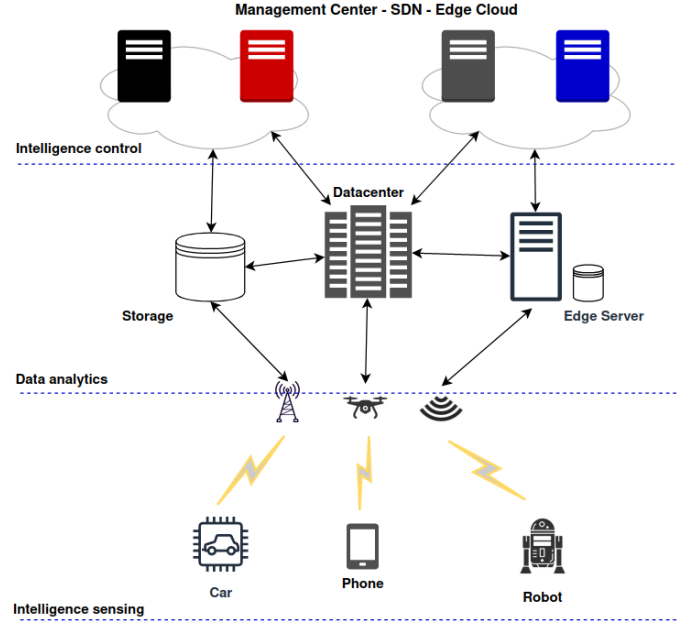 Management Center - SDN - Edge Cloud
Intelligence control
Datacenter
Storage
Edge Server
Data analytics
Car
Phone
Robot
Intelligence sensing